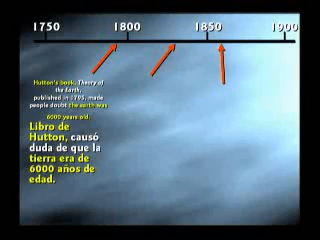 1750 1800 1850 1900
Hutton's book, Theory of
the Earth,
published in 1795, made
people doubt the earth was
6000 years old.
Libro de
Hutton, causó
duda de que la
tierra era de
6000 años de
edad.